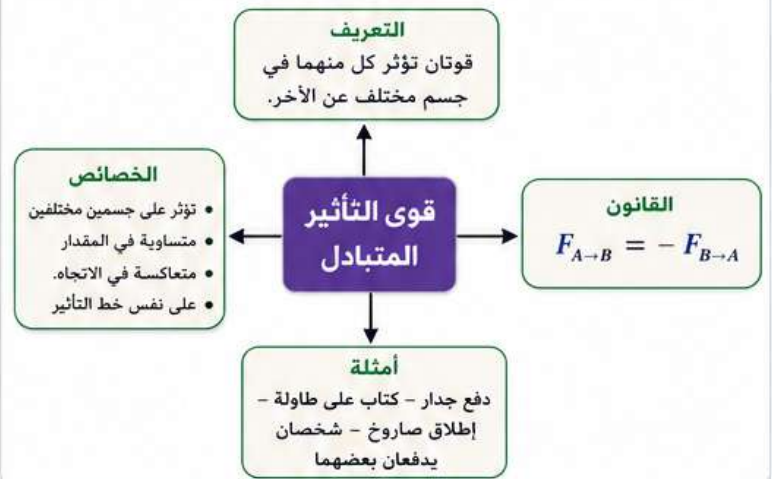 التعريف
قوتان تؤثر كل منهما في
جسم مختلف عن الأخر.
الخصائص
• تؤثر على جسمين مختلفين
• متساوية في المقدار
• متعاكسة في الاتجاه.
• على نفس خط التأثير
قوى التأثير
المتبادل
القانون
F_{A→B} = − F_{B→A}
أمثلة
دفع جدار – كتاب على طاولة –
إطلاق صاروخ – شخصان
يدفعان بعضهما